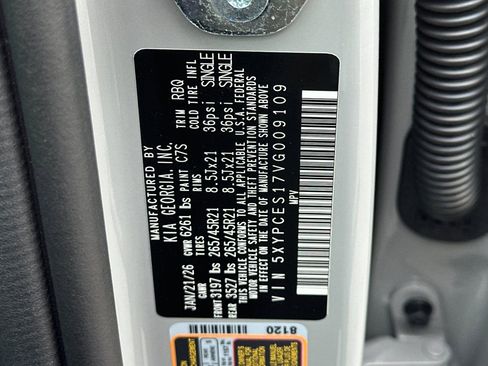 MANUFACTURED BY
KIA GEORGIA, INC.
JAN/21/26 GVWR 6261 lbs PAINT C7S TRIM RBQ
GAWR TIRES RIMS COLD TIRE INFL
FRONT 3197 lbs 265/45R21 8.5Jx21 36psi SINGLE
REAR 3527 lbs 265/45R21 8.5Jx21 36psi SINGLE
THIS VEHICLE CONFORMS TO ALL APPLICABLE U.S.A FEDERAL
MOTOR VEHICLE SAFETY AND THEFT PREVENTION STANDARDS
IN EFFECT ON THE DATE OF MANUFACTURE SHOWN ABOVE
VIN 5XYPCES17VG009109
MPV
8120